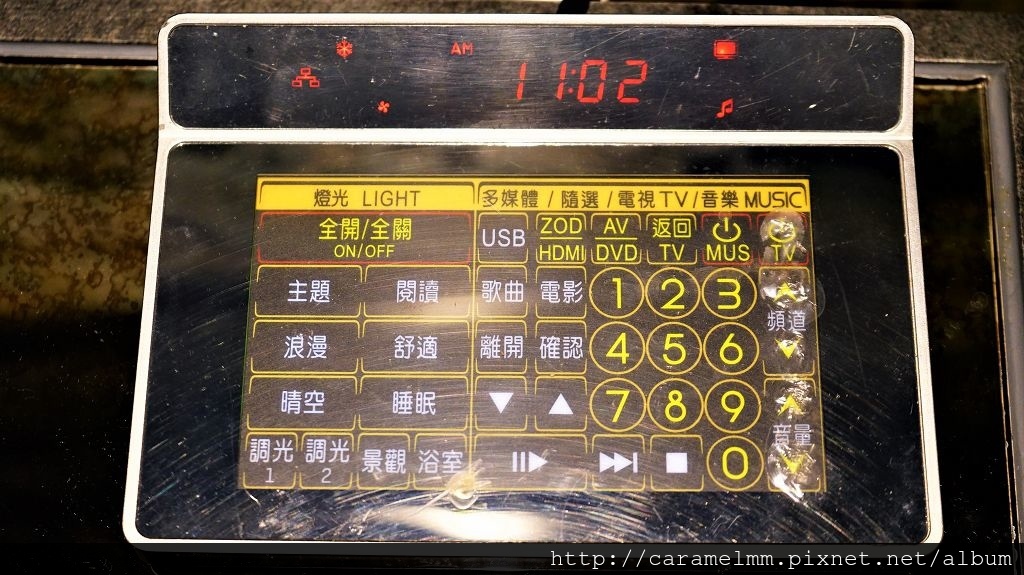 AM 11:02
燈光 LIGHT 多媒體 / 隨選 / 電視 TV / 音樂 MUSIC
全開/全關
ON/OFF
USB
ZOD
HDMI
AV
DVD
返回
TV
MUS
TV
主題 閱讀 歌曲 電影 1 2 3
頻道
浪漫 舒適 離開 確認 4 5 6
晴空 睡眠 7 8 9
音量
調光
1
調光
2
景觀 浴室 0
http://caramelmm.pixnet.net/album